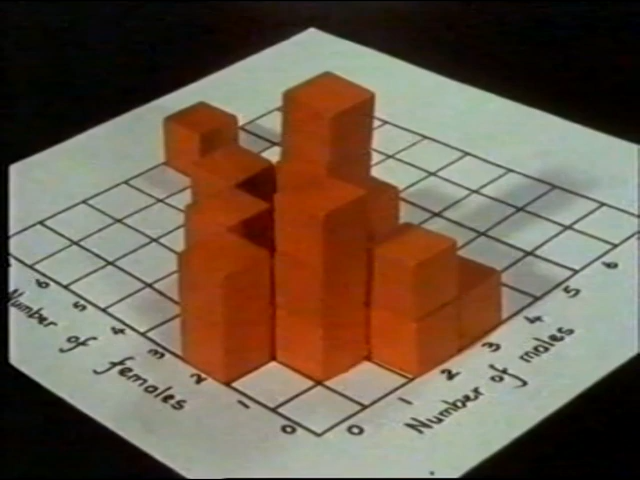 6 5 4 3 2 1 0
Number of females
0 1 2 3 4 5 6
Number of males